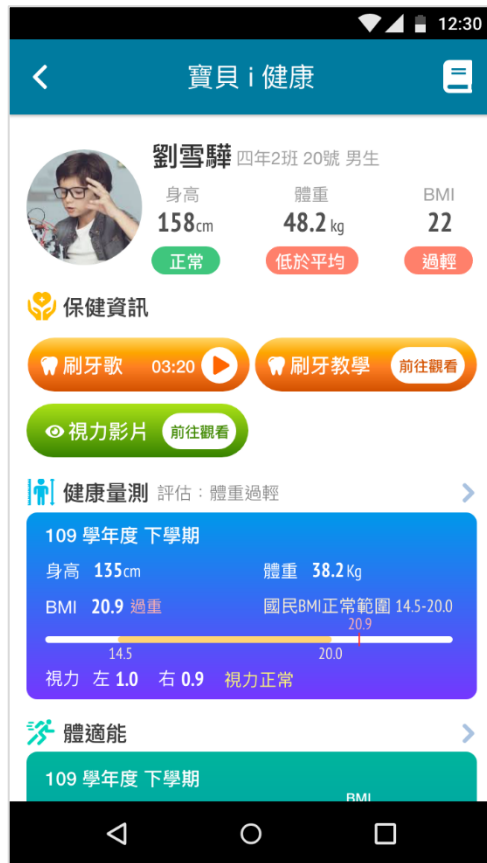 12:30
寶貝 i 健康
劉雪驊 四年2班 20號 男生
身高 體重 BMI
158cm 48.2 kg 22
正常 低於平均 過輕
保健資訊
刷牙歌 03:20 刷牙教學 前往觀看
視力影片 前往觀看
健康量測 評估：體重過輕
109 學年度 下學期
身高 135cm 體重 38.2 Kg
BMI 20.9 過重 國民BMI正常範圍 14.5-20.0
20.9
14.5 20.0
視力 左 1.0 右 0.9 視力正常
體適能
109 學年度 下學期
BMI